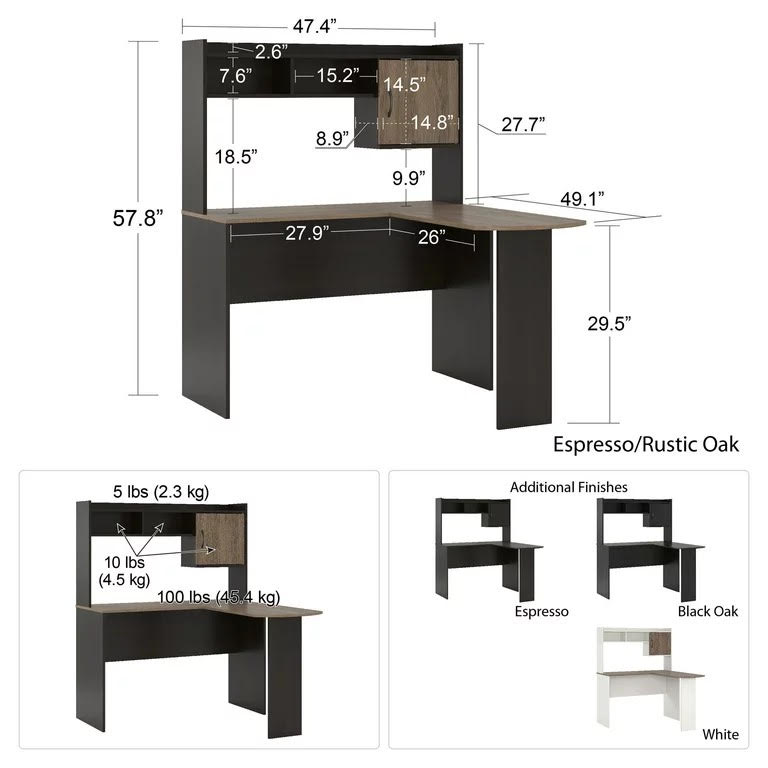 47.4”
2.6”
7.6”
15.2”
14.5”
14.8”
8.9”
27.7”
18.5”
9.9”
49.1”
57.8”
27.9”
26”
29.5”
Espresso/Rustic Oak
5 lbs (2.3 kg)
10 lbs
(4.5 kg)
100 lbs (45.4 kg)
Additional Finishes
Espresso
Black Oak
White